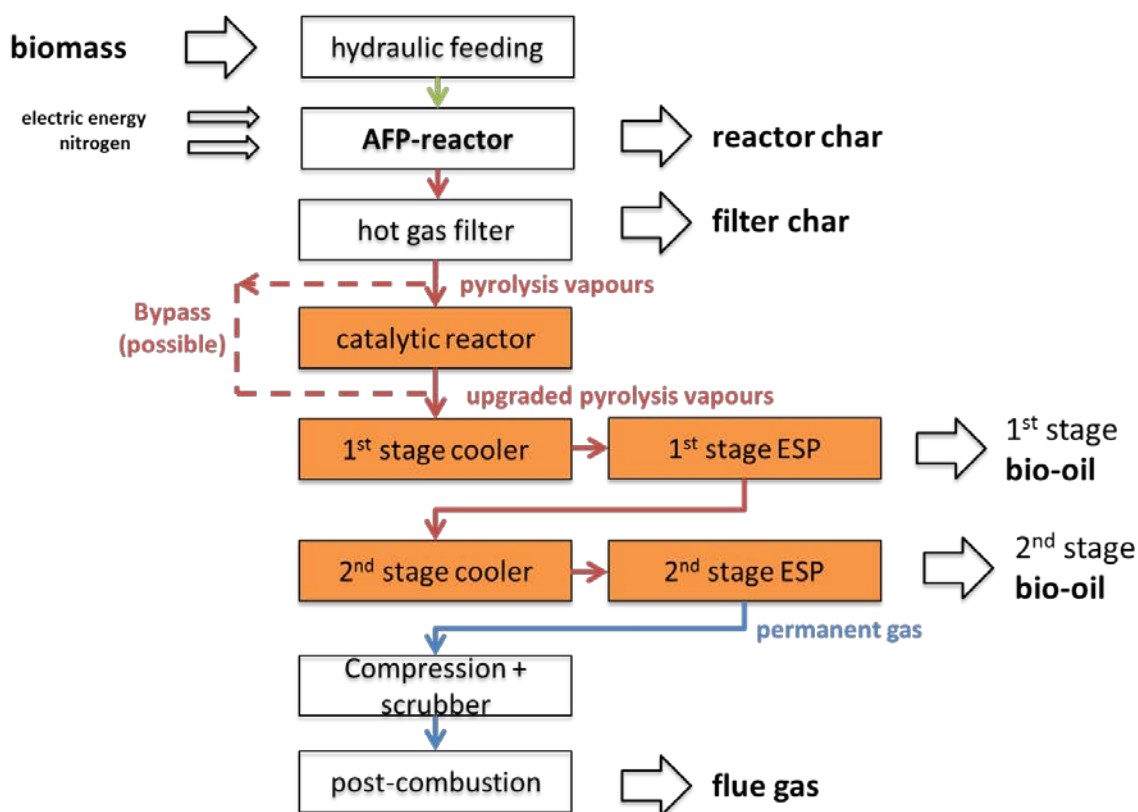 biomass
hydraulic feeding
electric energy
nitrogen
AFP-reactor
reactor char
hot gas filter
filter char
pyrolysis vapours
Bypass
(possible)
catalytic reactor
upgraded pyrolysis vapours
1st stage cooler
1st stage ESP
1st stage
bio-oil
2nd stage cooler
2nd stage ESP
2nd stage
bio-oil
permanent gas
Compression +
scrubber
post-combustion
flue gas